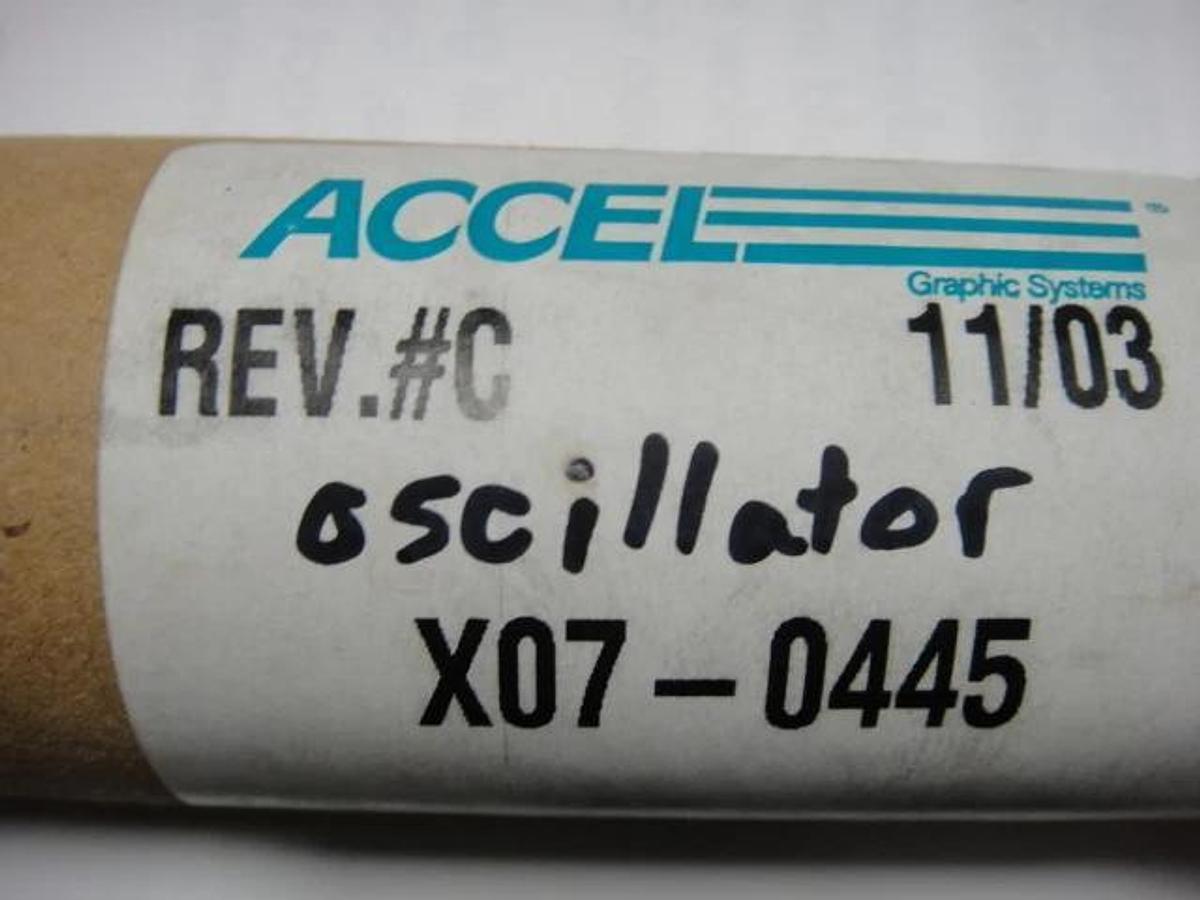 ACCEL
Graphic Systems
REV.#C 11/03
oscillator
X07-0445